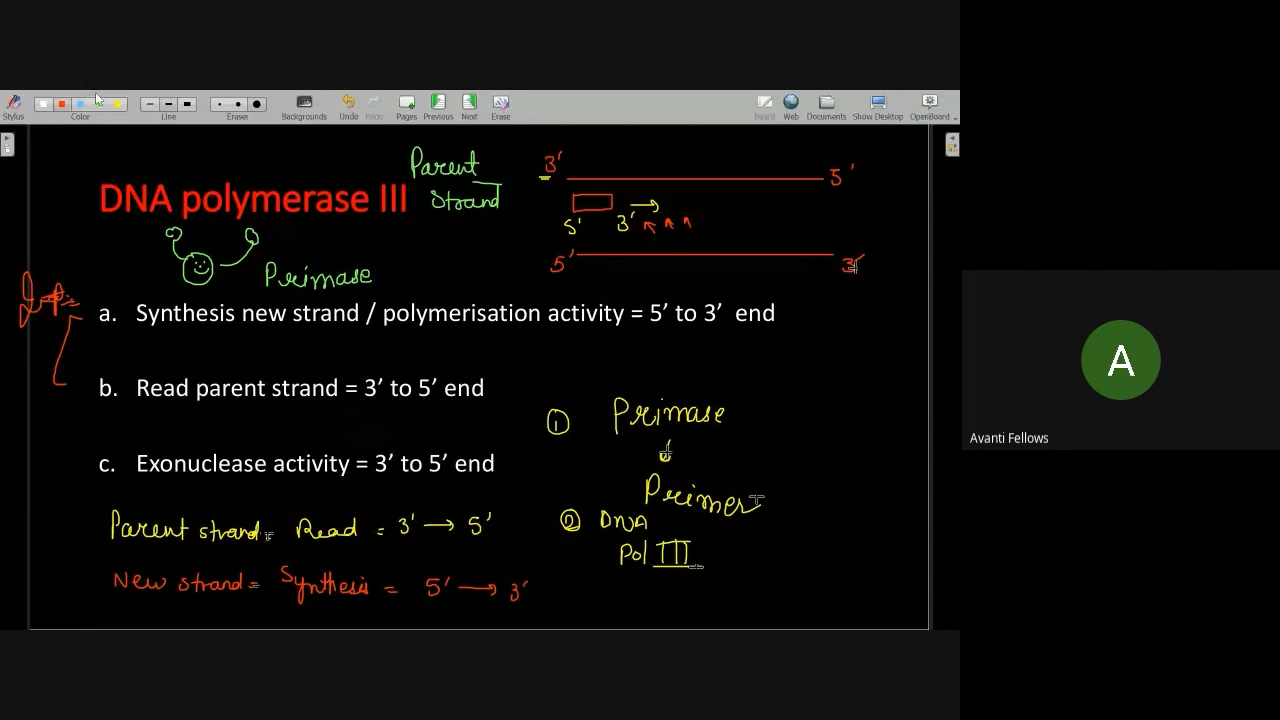 Stylus
Color
Line
Eraser
Backgrounds
Undo
Redo
Pages
Previous
Next
Erase
Board
Web
Documents
Show Desktop
OpenBoard
Parent
Strand
3' 5'
DNA polymerase III
5' 3'
5' 3'
Primase
a. Synthesis new strand / polymerisation activity = 5’ to 3’ end
b. Read parent strand = 3’ to 5’ end
① Primase
c. Exonuclease activity = 3’ to 5’ end
Primer
Parent strand = Read = 3' → 5'
② DNA
Pol III
New strand = Synthesis = 5' → 3'
A
Avanti Fellows